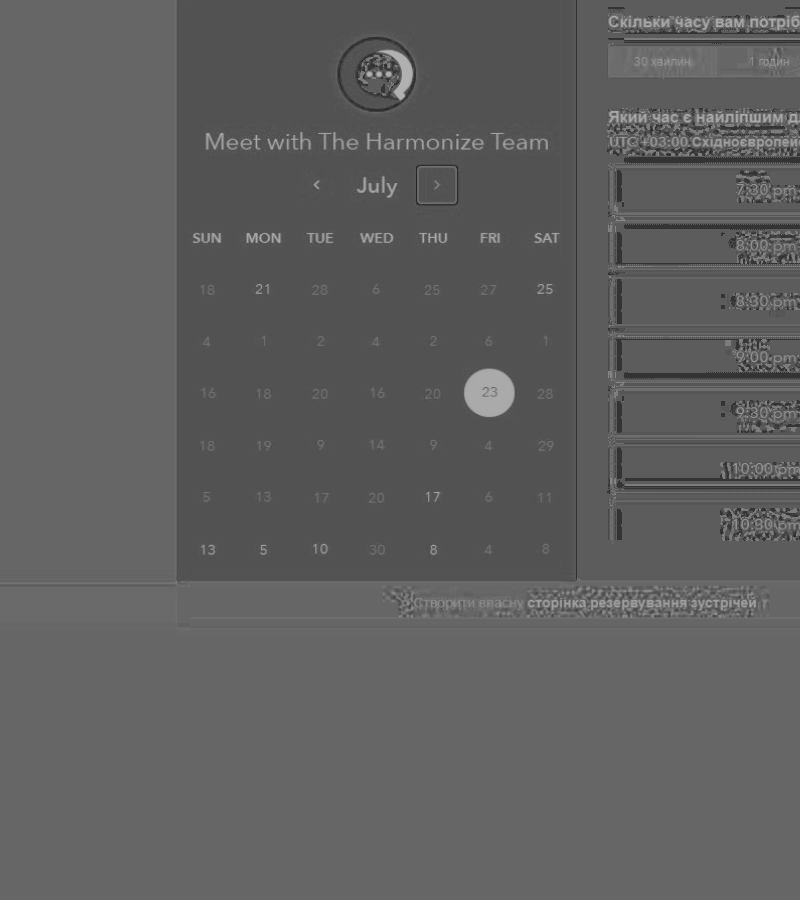 Meet with The Harmonize Team
July
SUN MON TUE WED THU FRI SAT
18 21 28 6 25 27 25
4 1 2 4 2 6 1
16 18 20 16 20 23 28
18 19 9 14 9 4 29
5 13 17 20 17 6 11
13 5 10 30 8 4 8
Скільки часу вам потріб
30 хвилин 1 годин
Який час є найліпшим д
UTC +03:00 Східноєвропей
7:30 pm
8:00 pm
8:30 pm
9:00 pm
9:30 pm
10:00 pm
10:30 pm
Створити власну сторінка резервування зустрічей